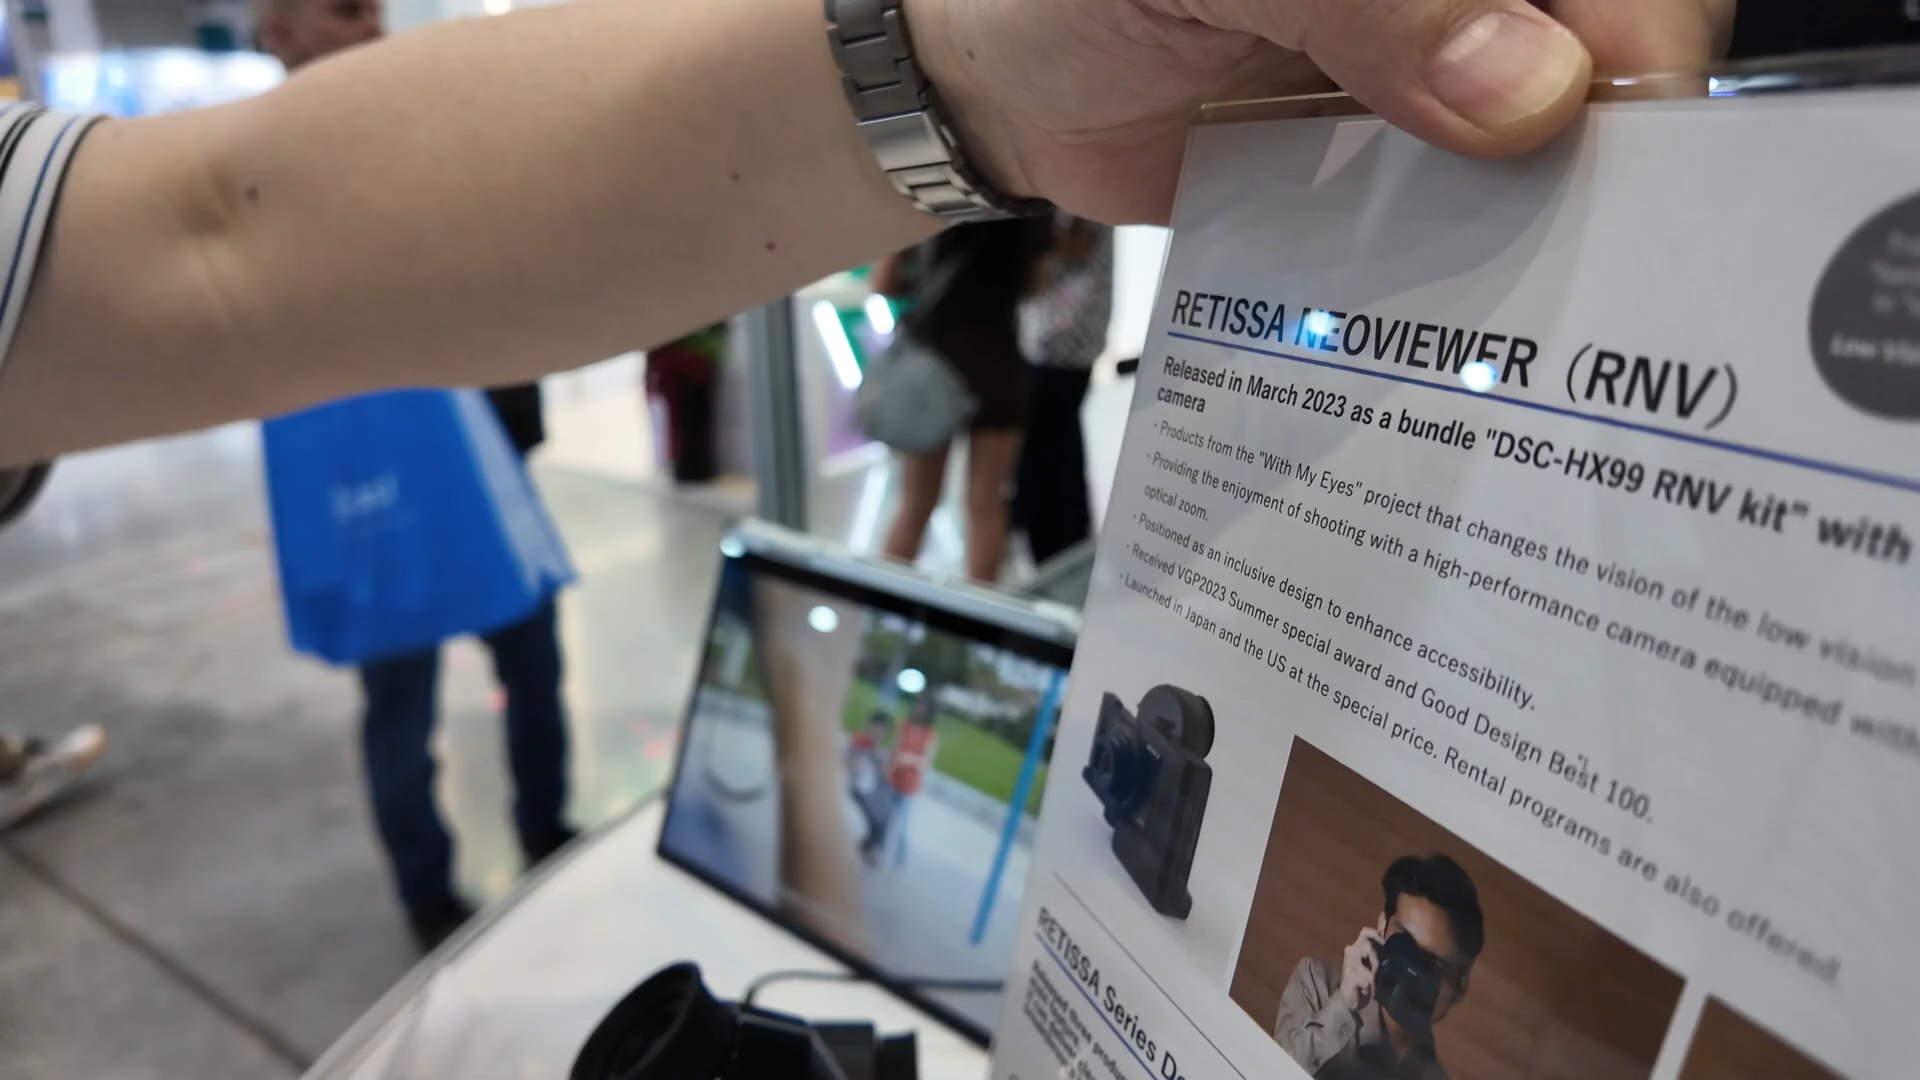 RETISSA NEOVIEWER (RNV)
Released in March 2023 as a bundle "DSC-HX99 RNV kit" with
camera
- Products from the "With My Eyes" project that changes the vision of the low vision
- Providing the enjoyment of shooting with a high-performance camera equipped with
optical zoom.
- Positioned as an inclusive design to enhance accessibility.
- Received VGP2023 Summer special award and Good Design Best 100.
- Launched in Japan and the US at the special price. Rental programs are also offered.
RETISSA Series
Released three